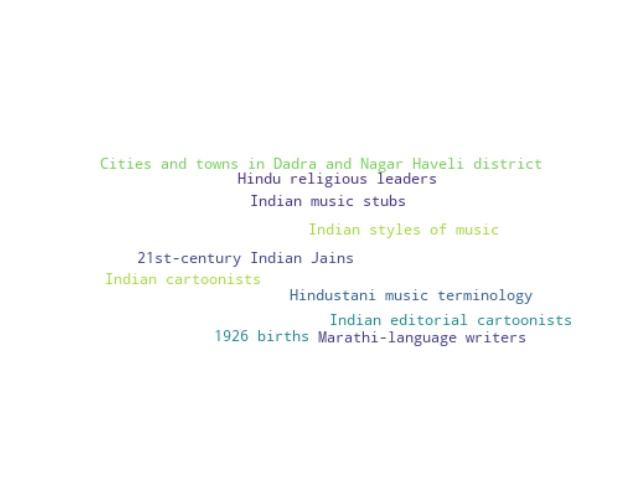 Cities and towns in Dadra and Nagar Haveli district
Hindu religious leaders
Indian music stubs
Indian styles of music
21st-century Indian Jains
Indian cartoonists
Hindustani music terminology
Indian editorial cartoonists
1926 births Marathi-language writers